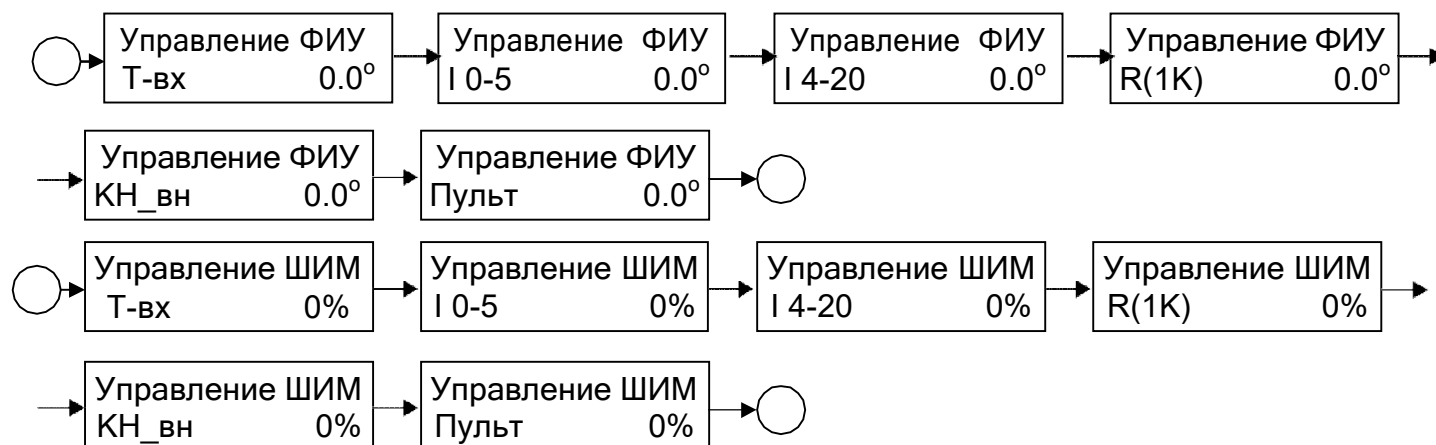 Управление ФИУ
Т-вх 0.0°
Управление ФИУ
I 0-5 0.0°
Управление ФИУ
I 4-20 0.0°
Управление ФИУ
R(1K) 0.0°
Управление ФИУ
КН_вн 0.0°
Управление ФИУ
Пульт 0.0°
Управление ШИМ
Т-вх 0%
Управление ШИМ
I 0-5 0%
Управление ШИМ
I 4-20 0%
Управление ШИМ
R(1K) 0%
Управление ШИМ
КН_вн 0%
Управление ШИМ
Пульт 0%